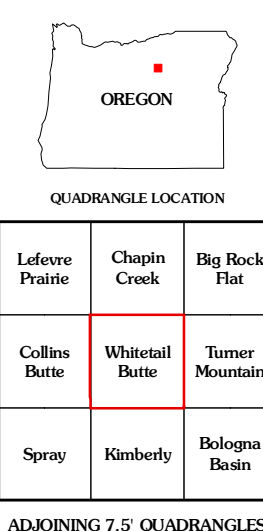 OREGON
QUADRANGLE LOCATION
Lefevre Prairie
Chapin Creek
Big Rock Flat
Collins Butte
Whitetail Butte
Turner Mountain
Spray
Kimberly
Bologna Basin
ADJOINING 7.5' QUADRANGLES